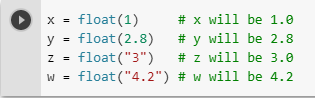 x = float(1)     # x will be 1.0
y = float(2.8)   # y will be 2.8
z = float("3")   # z will be 3.0
w = float("4.2") # w will be 4.2